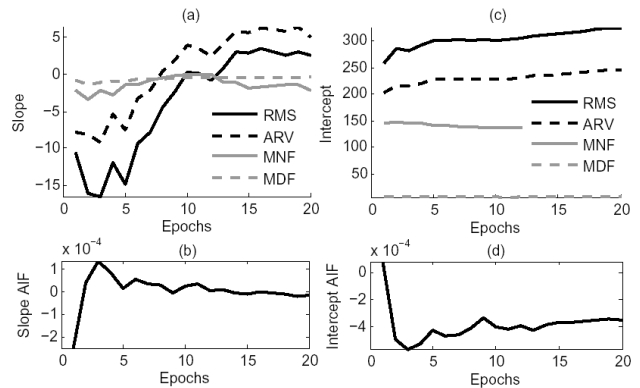 (a)
Slope
5
0
−5
−10
−15
RMS
ARV
MNF
MDF
0 5 10 15 20
Epochs
(c)
Intercept
300
250
200
150
100
50
RMS
ARV
MNF
MDF
0 5 10 15 20
Epochs
x 10⁻⁴
(b)
Slope AIF
1
0
−2
0 5 10 15 20
Epochs
x 10⁻⁴
(d)
Intercept AIF
0
−2
−4
0 5 10 15 20
Epochs